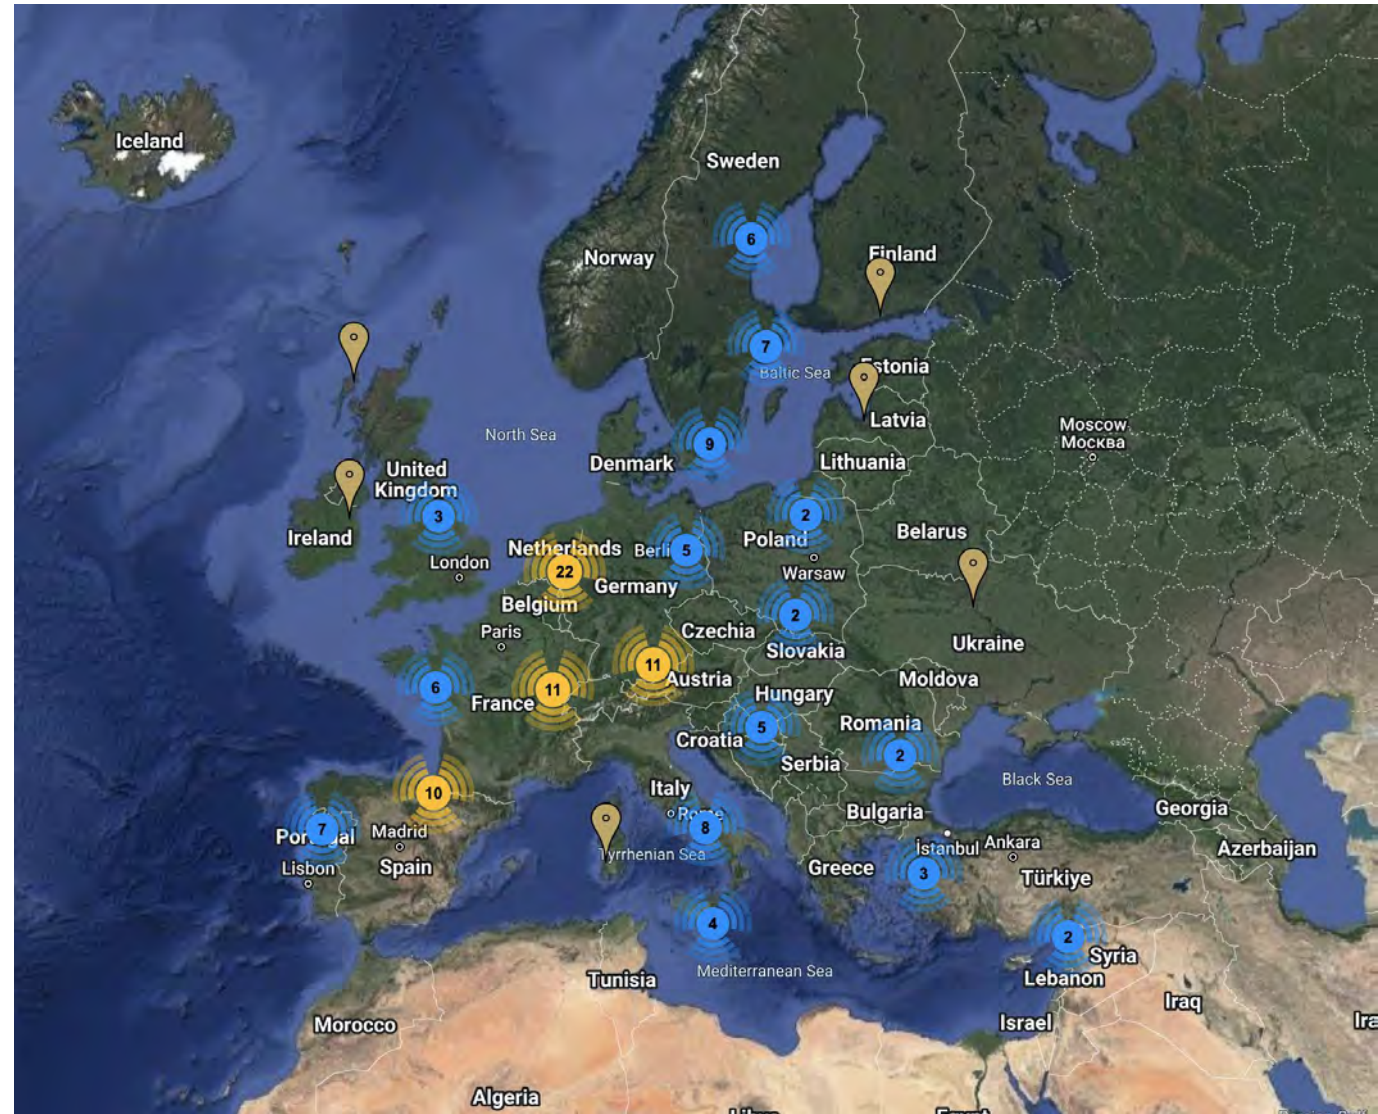 Iceland
Sweden
6
Norway
Finland
7
Baltic Sea
Estonia
Moscow
Москва
Latvia
North Sea
9
Denmark
Lithuania
United
Kingdom
3
2
Ireland
Netherlands
Berli
5
Poland
Belarus
London
22
Germany
Warsaw
Belgium
2
Paris
Czechia
Slovakia
Ukraine
6
11
11
Austria
France
Hungary
Moldova
Croatia
5
Romania
Serbia
2
Black Sea
10
Italy
Bulgaria
Georgia
7
Portugal
Madrid
Rome
8
Spain
Lisbon
Tyrrhenian Sea
İstanbul
Ankara
Azerbaijan
Greece
3
Türkiye
4
2
Syria
Tunisia
Mediterranean Sea
Lebanon
Iraq
Morocco
Israel
Ira
Algeria